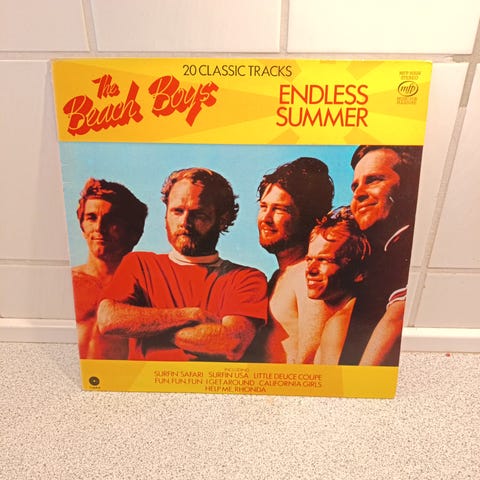 20 CLASSIC TRACKS
The
Beach Boys
ENDLESS
SUMMER
STEREO
mfp
INCLUDING
SURFIN' SAFARI SURFIN USA LITTLE DEUCE COUPE
FUN, FUN, FUN I GET AROUND CALIFORNIA GIRLS
HELP ME, RHONDA